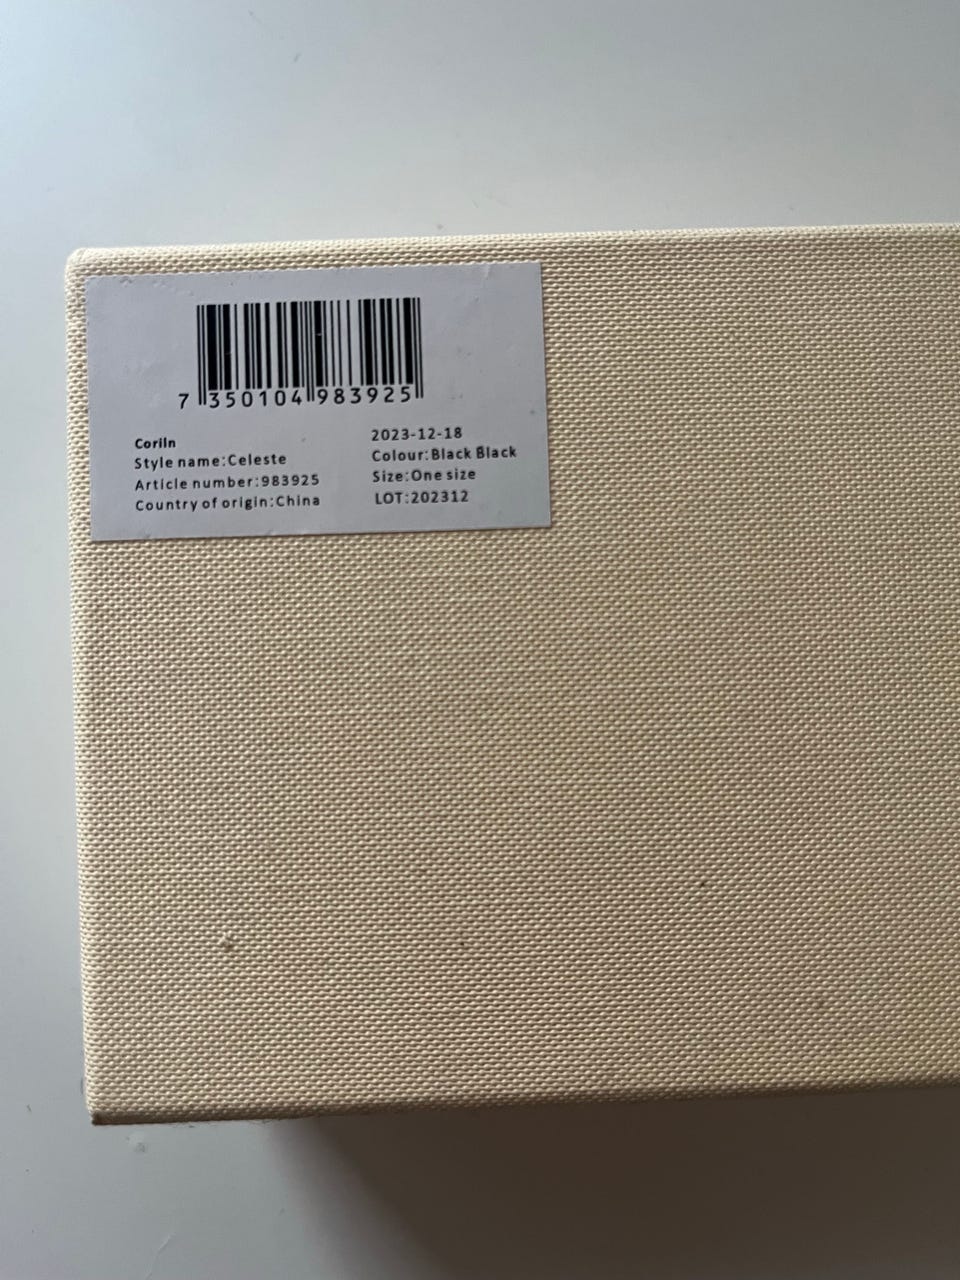 7 350104 983925
Coriln
Style name:Celeste
Article number:983925
Country of origin:China
2023-12-18
Colour:Black Black
Size:One size
LOT:202312